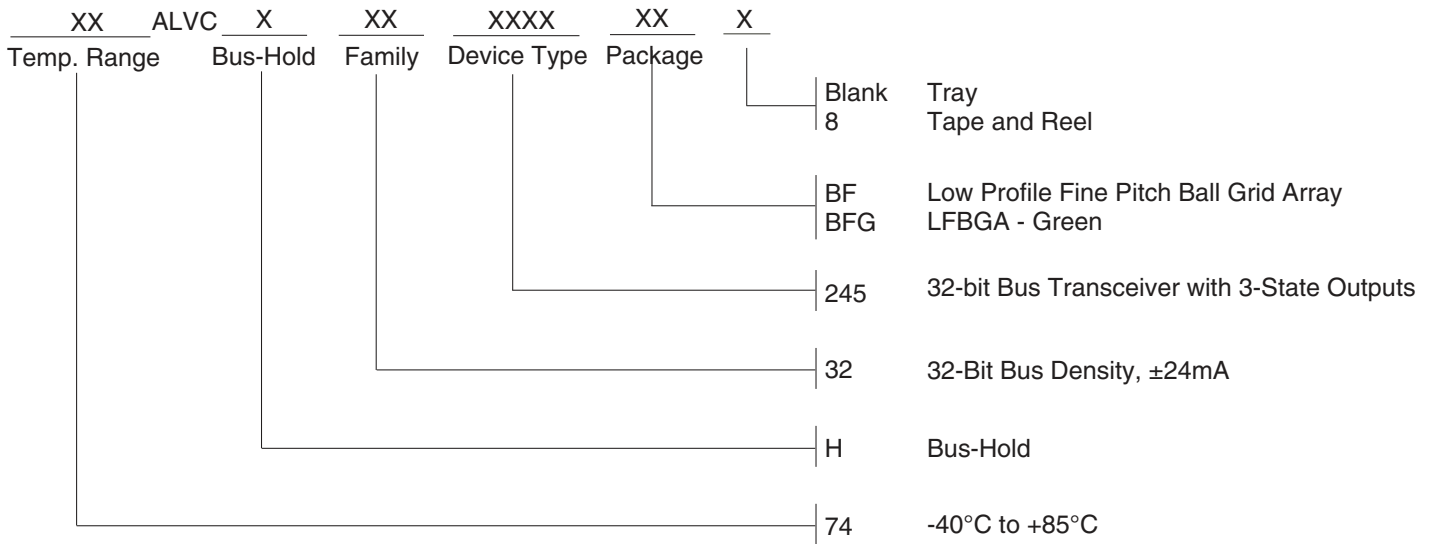 XX ALVC X XX XXXX XX X
Temp. Range Bus-Hold Family Device Type Package
Blank Tray
8 Tape and Reel
BF Low Profile Fine Pitch Ball Grid Array
BFG LFBGA - Green
245 32-bit Bus Transceiver with 3-State Outputs
32 32-Bit Bus Density, ±24mA
H Bus-Hold
74 -40°C to +85°C